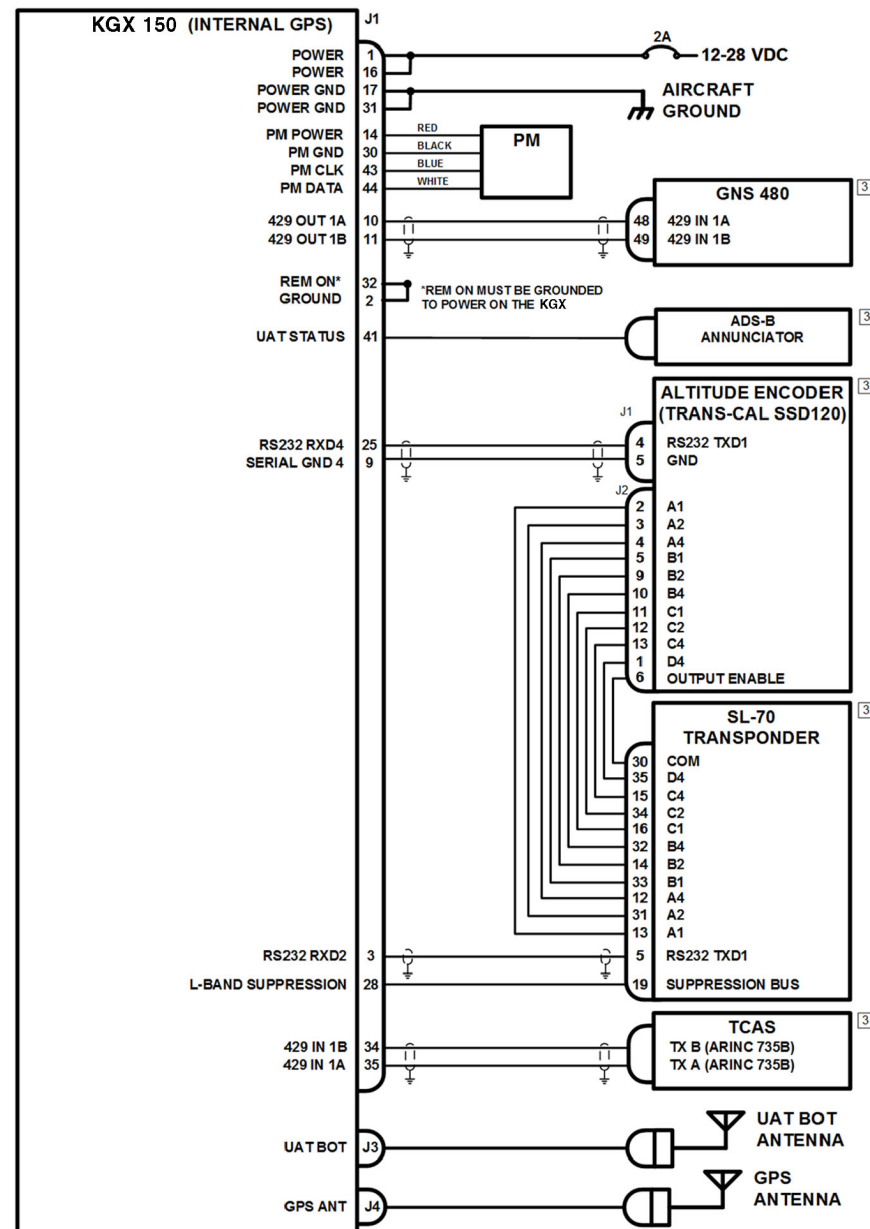 KGX 150 (INTERNAL GPS)
J1
POWER 1
POWER 16
POWER GND 17
POWER GND 31
2A
12-28 VDC
AIRCRAFT
GROUND
PM POWER 14 RED
PM GND 30 BLACK
PM CLK 43 BLUE
PM DATA 44 WHITE
PM
GNS 480
3
429 OUT 1A 10
429 OUT 1B 11
48 429 IN 1A
49 429 IN 1B
REM ON* 32
GROUND 2
*REM ON MUST BE GROUNDED
TO POWER ON THE KGX
UAT STATUS 41
ADS-B
ANNUNCIATOR
3
ALTITUDE ENCODER
(TRANS-CAL SSD120)
3
J1
RS232 RXD4 25
SERIAL GND 4 9
4 RS232 TXD1
5 GND
J2
2 A1
3 A2
4 A4
5 B1
9 B2
10 B4
11 C1
12 C2
13 C4
1 D4
6 OUTPUT ENABLE
SL-70
TRANSPONDER
3
30 COM
35 D4
15 C4
34 C2
16 C1
32 B4
14 B2
33 B1
12 A4
31 A2
13 A1
RS232 RXD2 3
5 RS232 TXD1
L-BAND SUPPRESSION 28
19 SUPPRESSION BUS
TCAS
3
429 IN 1B 34
429 IN 1A 35
TX B (ARINC 735B)
TX A (ARINC 735B)
UAT BOT J3
UAT BOT
ANTENNA
GPS ANT J4
GPS
ANTENNA